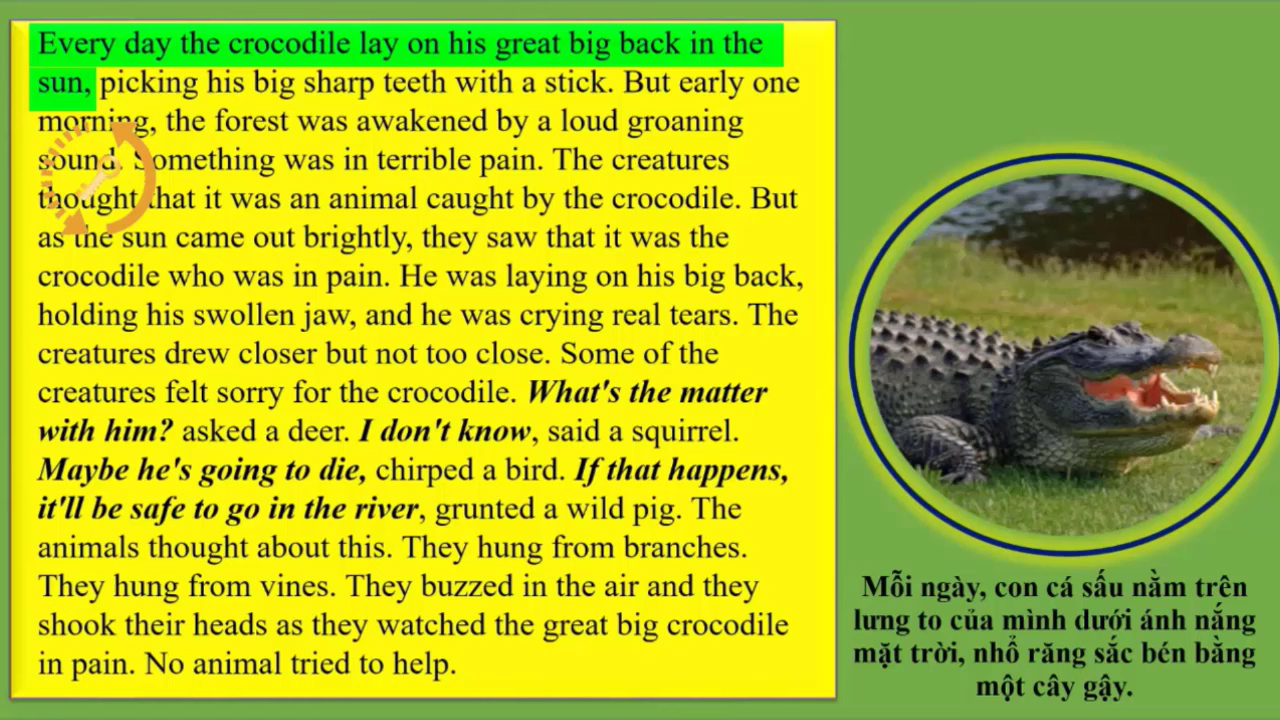 Every day the crocodile lay on his great big back in the
sun, picking his big sharp teeth with a stick. But early one
morning, the forest was awakened by a loud groaning
sound. Something was in terrible pain. The creatures
thought that it was an animal caught by the crocodile. But
as the sun came out brightly, they saw that it was the
crocodile who was in pain. He was laying on his big back,
holding his swollen jaw, and he was crying real tears. The
creatures drew closer but not too close. Some of the
creatures felt sorry for the crocodile. What's the matter
with him? asked a deer. I don't know, said a squirrel.
Maybe he's going to die, chirped a bird. If that happens,
it'll be safe to go in the river, grunted a wild pig. The
animals thought about this. They hung from branches.
They hung from vines. They buzzed in the air and they
shook their heads as they watched the great big crocodile
in pain. No animal tried to help.
Mỗi ngày, con cá sấu nằm trên
lưng to của mình dưới ánh nắng
mặt trời, nhổ răng sắc bén bằng
một cây gậy.